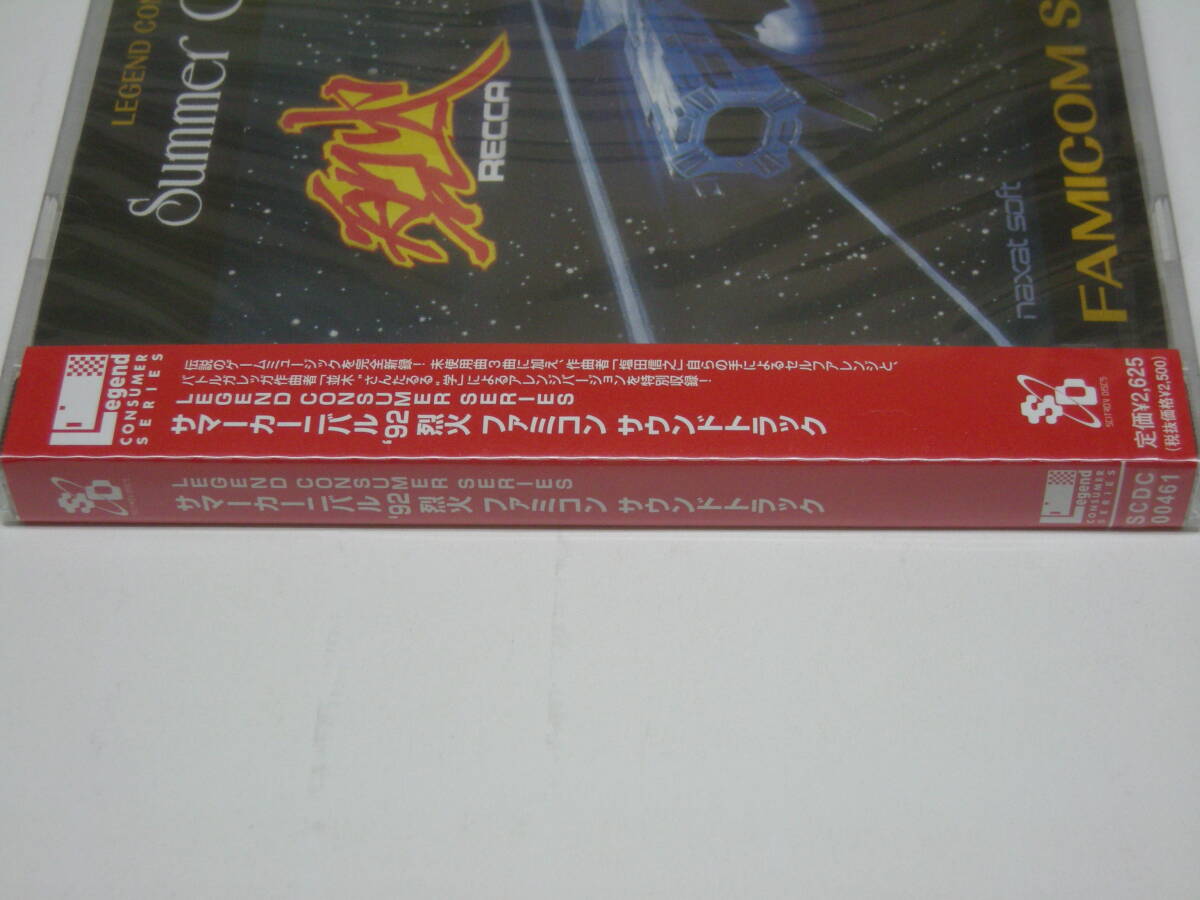 LEGEND CON
Summer C
烈火
RECCA
naxat soft
FAMICOM S
Legend
CONSUMER
SERIES
伝説のゲームミュージックを完全新録！ 未使用曲3曲に加え、作曲者「塩田信之」自らの手によるセルフアレンジと、
バトルガレッガ作曲者「並木“さんたるる”学」によるアレンジバージョンを特別収録！
LEGEND CONSUMER SERIES
サマーカーニバル'92 烈火 ファミコン サウンドトラック
SCITRON DISCS
定価¥2,625
(税抜価格¥2,500)
LEGEND CONSUMER SERIES
サマーカーニバル'92 烈火 ファミコン サウンドトラック
Legend
CONSUMER
SERIES
SCDC
00461